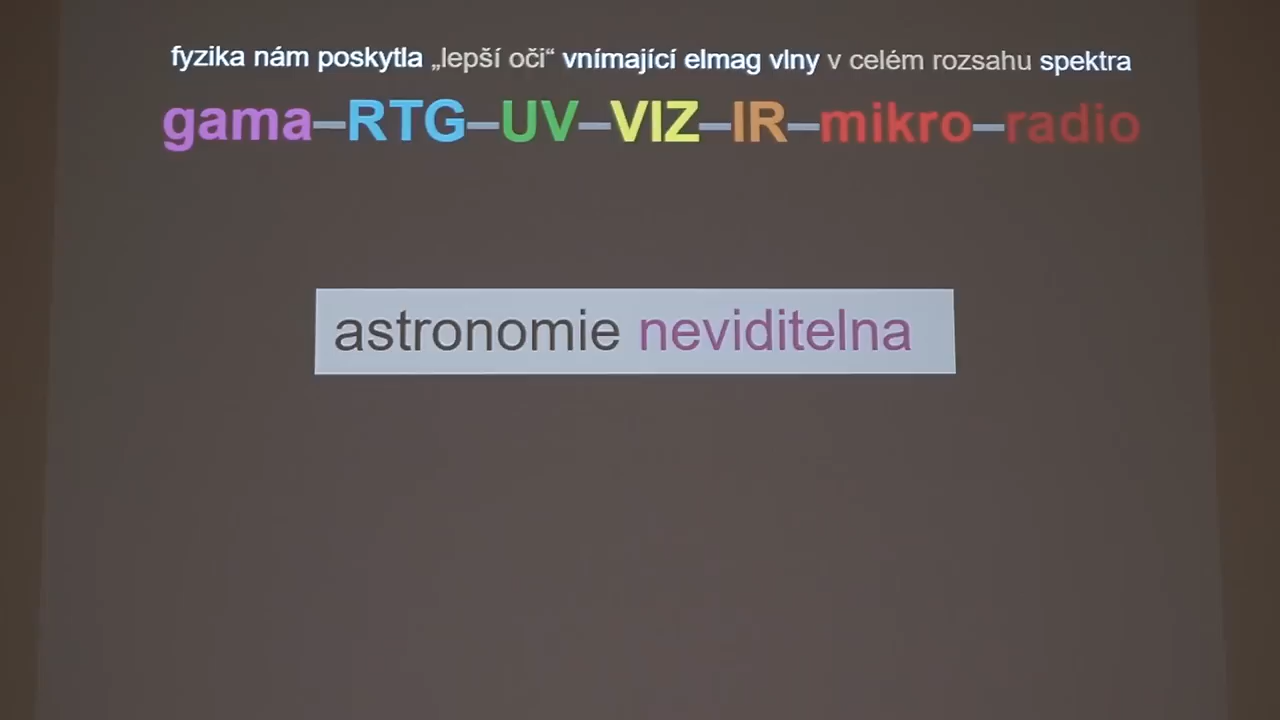 fyzika nám poskytla „lepší oči“ vnímající elmag vlny v celém rozsahu spektra
gama–RTG–UV–VIZ–IR–mikro–radio
astronomie neviditelna